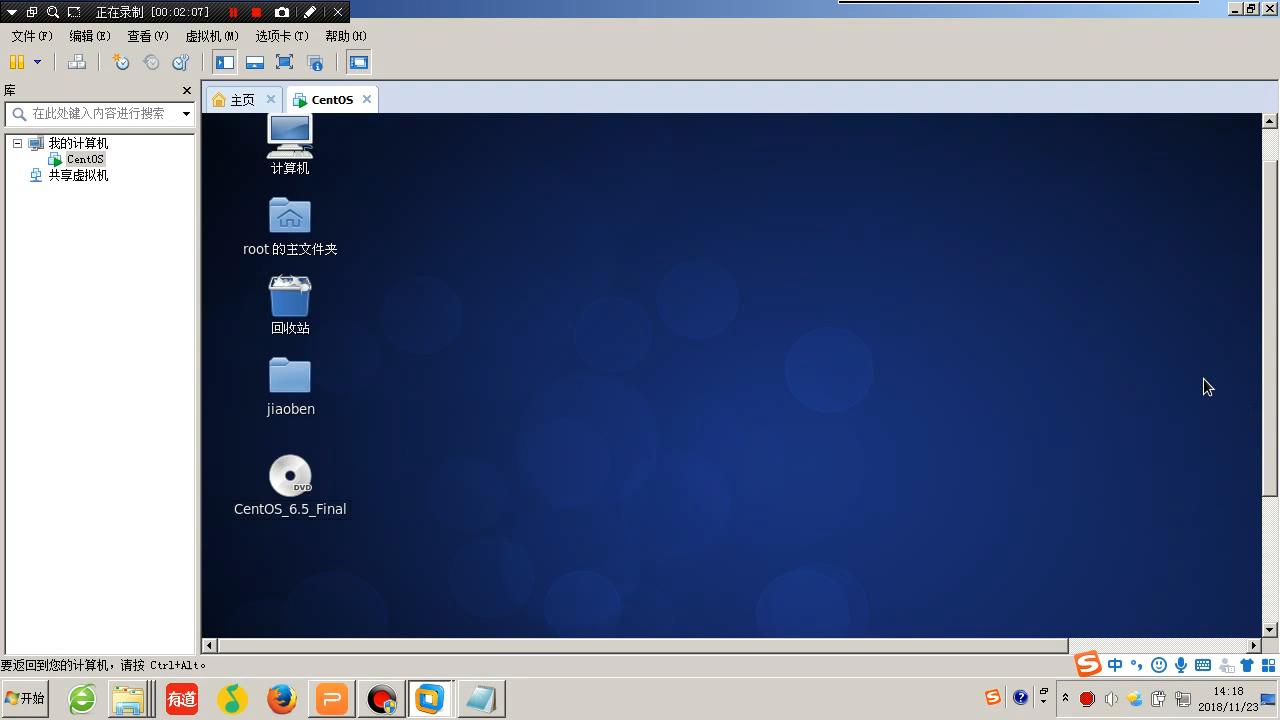 正在录制 [00:02:07]
文件(F) 编辑(E) 查看(V) 虚拟机(M) 选项卡(T) 帮助(H)
库
在此处键入内容进行搜索
我的计算机
CentOS
共享虚拟机
主页
CentOS
计算机
root 的主文件夹
回收站
jiaoben
DVD
CentOS_6.5_Final
要返回到您的计算机，请按 Ctrl+Alt。
中
开始
有道
14:18
2018/11/23